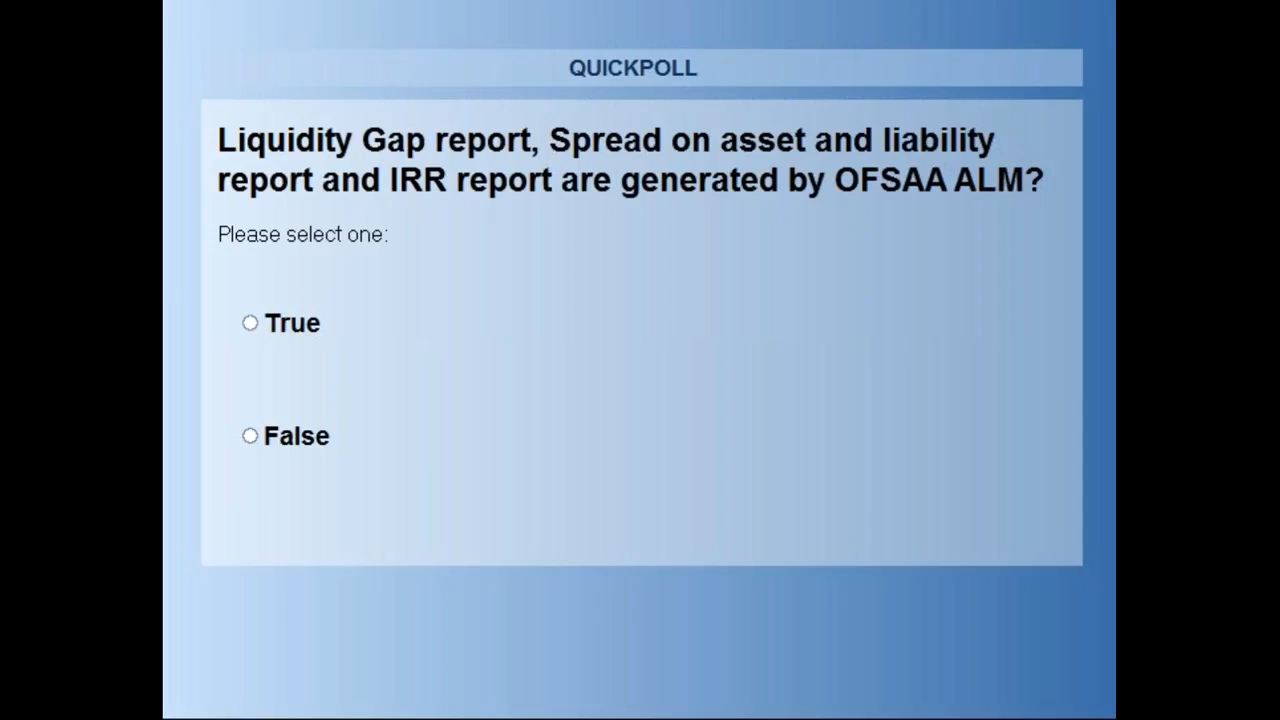 QUICKPOLL
Liquidity Gap report, Spread on asset and liability
report and IRR report are generated by OFSAA ALM?
Please select one:
True
False